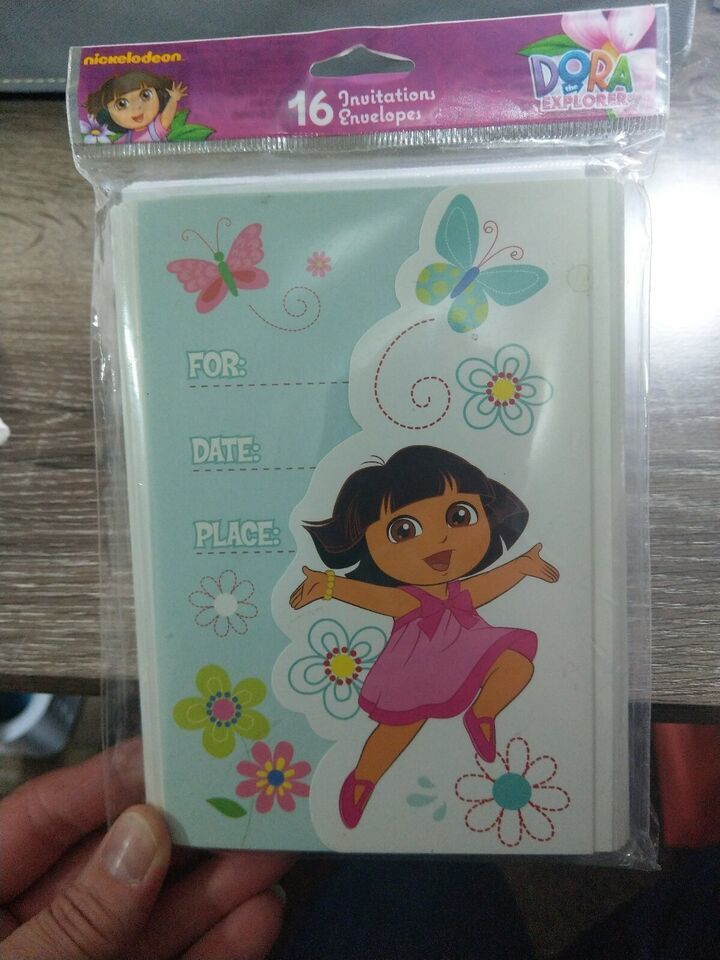 nickelodeon
16 Invitations
Envelopes
DORA
the
EXPLORER
FOR:
DATE:
PLACE: